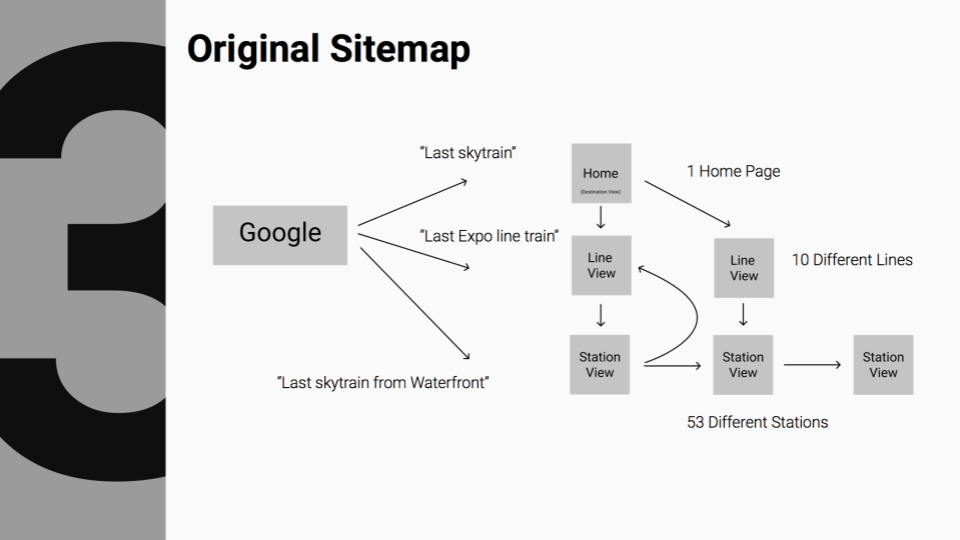 3
Original Sitemap
"Last skytrain"
Home
(Destination View)
1 Home Page
Google
"Last Expo line train"
Line
View
Line
View
10 Different Lines
Station
View
Station
View
Station
View
"Last skytrain from Waterfront"
53 Different Stations